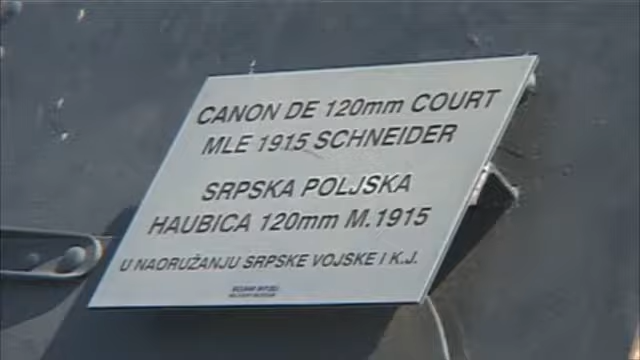 CANON DE 120mm COURT
MLE 1915 SCHNEIDER
SRPSKA POLJSKA
HAUBICA 120mm M.1915
U NAORUŽANJU SRPSKE VOJSKE I K.J.